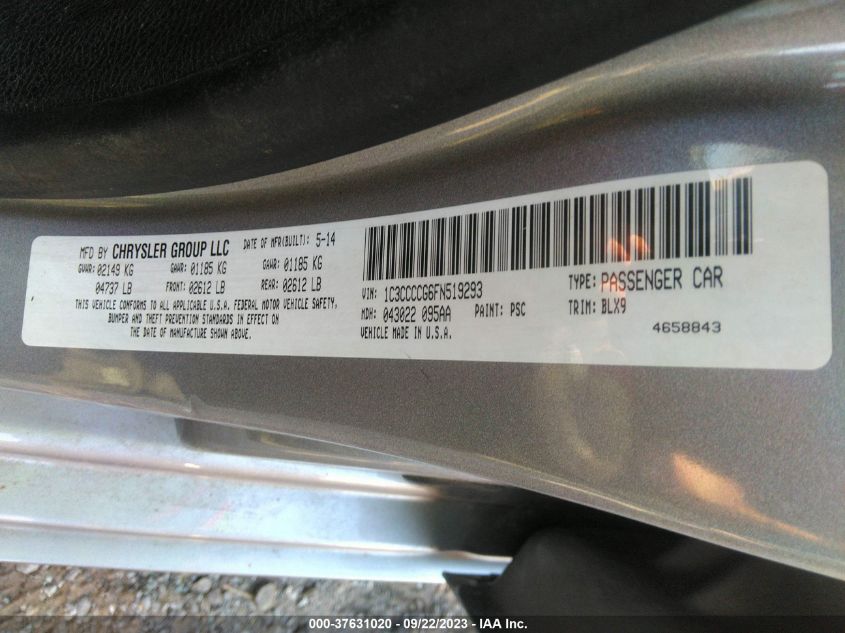 MFD BY CHRYSLER GROUP LLC DATE OF MFR(BUILT): 5-14
GVWR: 02149 KG GAWR: 01185 KG GAWR: 01185 KG
04737 LB FRONT: 02612 LB REAR: 02612 LB
THIS VEHICLE CONFORMS TO ALL APPLICABLE U.S.A. FEDERAL MOTOR VEHICLE SAFETY,
BUMPER AND THEFT PREVENTION STANDARDS IN EFFECT ON
THE DATE OF MANUFACTURE SHOWN ABOVE.
VIN: 1C3CCCCG6FN519293 TYPE: PASSENGER CAR
MDH: 043022 095AA PAINT: PSC TRIM: BLX9
VEHICLE MADE IN U.S.A. 4658843
000-37631020 - 09/22/2023 - IAA Inc.